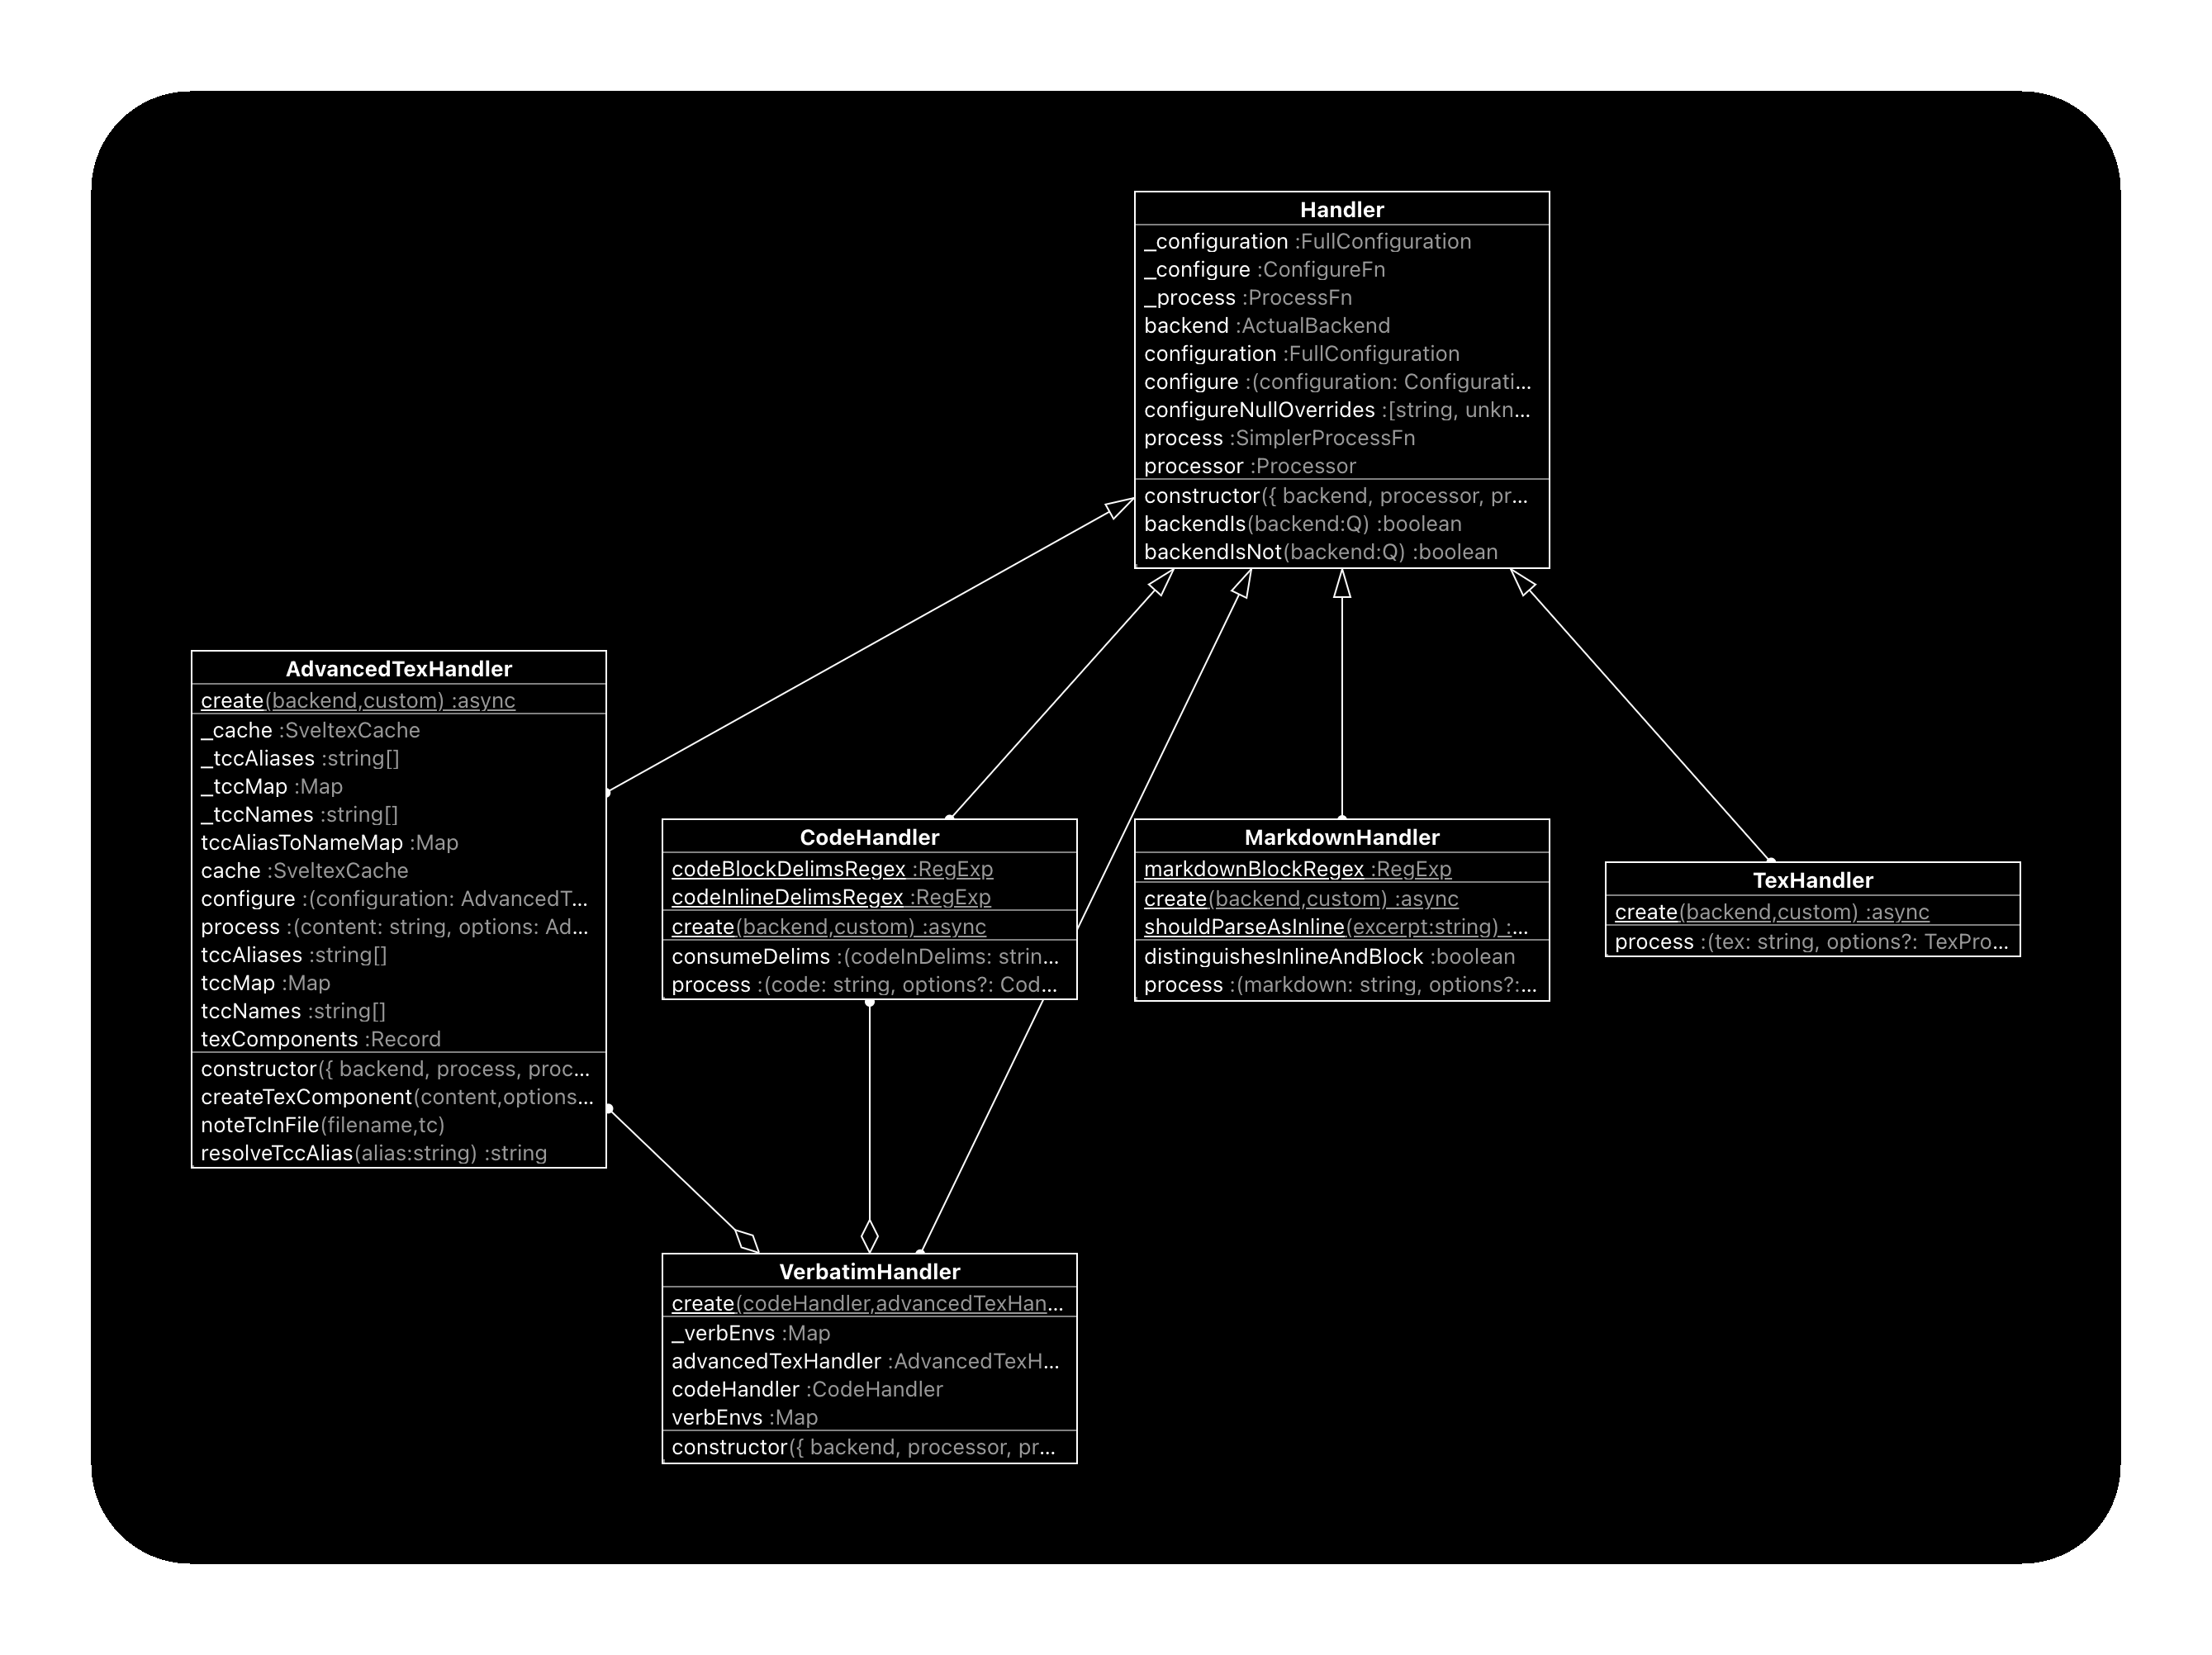 Handler
_configuration :FullConfiguration
_configure :ConfigureFn
_process :ProcessFn
backend :ActualBackend
configuration :FullConfiguration
configure :(configuration: Configurati...
configureNullOverrides :[string, unkn...
process :SimplerProcessFn
processor :Processor
constructor({ backend, processor, pr...
backendIs(backend:Q) :boolean
backendIsNot(backend:Q) :boolean
AdvancedTexHandler
create(backend,custom) :async
_cache :SveltexCache
_tccAliases :string[]
_tccMap :Map
_tccNames :string[]
tccAliasToNameMap :Map
cache :SveltexCache
configure :(configuration: AdvancedT...
process :(content: string, options: Ad...
tccAliases :string[]
tccMap :Map
tccNames :string[]
texComponents :Record
constructor({ backend, process, proc...
createTexComponent(content,options...
noteTcInFile(filename,tc)
resolveTccAlias(alias:string) :string
CodeHandler
codeBlockDelimsRegex :RegExp
codeInlineDelimsRegex :RegExp
create(backend,custom) :async
consumeDelims :(codeInDelims: strin...
process :(code: string, options?: Cod...
MarkdownHandler
markdownBlockRegex :RegExp
create(backend,custom) :async
shouldParseAsInline(excerpt:string) :...
distinguishesInlineAndBlock :boolean
process :(markdown: string, options?:...
TexHandler
create(backend,custom) :async
process :(tex: string, options?: TexPro...
VerbatimHandler
create(codeHandler,advancedTexHan...
_verbEnvs :Map
advancedTexHandler :AdvancedTexH...
codeHandler :CodeHandler
verbEnvs :Map
constructor({ backend, processor, pr...